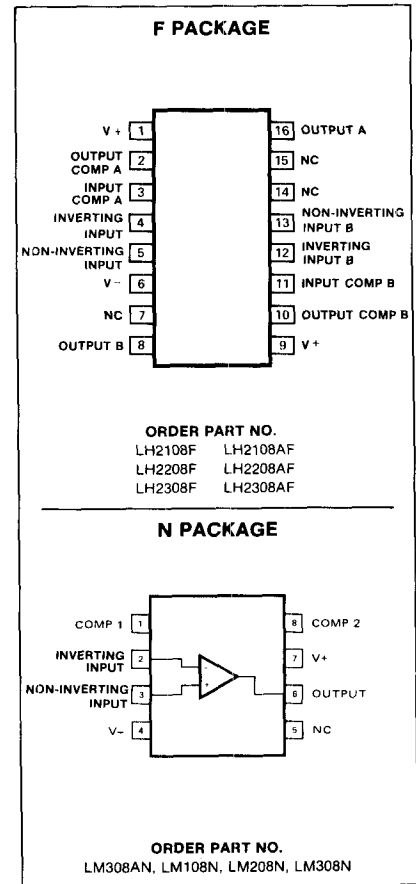 F PACKAGE
V+ 1
OUTPUT COMP A 2
INPUT COMP A 3
INVERTING INPUT 4
NON-INVERTING INPUT 5
V- 6
NC 7
OUTPUT B 8
16 OUTPUT A
15 NC
14 NC
13 NON-INVERTING INPUT B
12 INVERTING INPUT B
11 INPUT COMP B
10 OUTPUT COMP B
9 V+
ORDER PART NO.
LH2108F LH2108AF
LH2208F LH2208AF
LH2308F LH2308AF
N PACKAGE
COMP 1 1
INVERTING INPUT 2
NON-INVERTING INPUT 3
V- 4
8 COMP 2
7 V+
6 OUTPUT
5 NC
-
+
ORDER PART NO.
LM308AN, LM108N, LM208N, LM308N